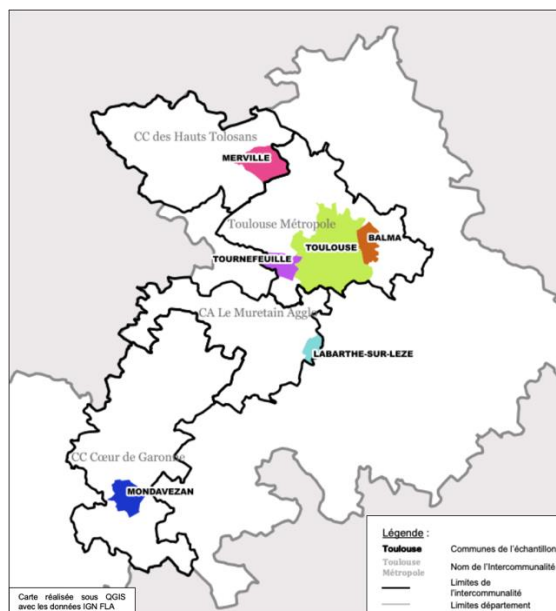 CC des Hauts Tolosans
MERVILLE
Toulouse Métropole
BALMA
TOULOUSE
TOURNEFEUILLE
CA Le Muretain Agglo
LABARTHE-SUR-LEZE
CC Cœur de Garonne
MONDAVEZAN
Légende :
Toulouse Communes de l'échantillon
Toulouse
Métropole Nom de l'Intercommunalité
Limites de
l'intercommunalité
Limites département
Carte réalisée sous QGIS
avec les données IGN FLA